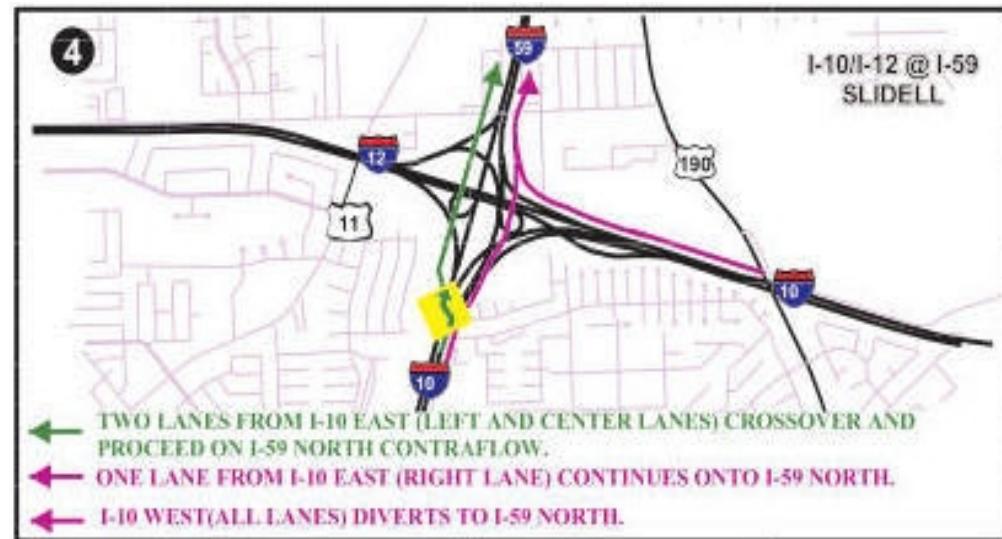 4
59
I-10/I-12 @ I-59
SLIDELL
12
190
11
10
10
TWO LANES FROM I-10 EAST (LEFT AND CENTER LANES) CROSSOVER AND
PROCEED ON I-59 NORTH CONTRAFLOW.
ONE LANE FROM I-10 EAST (RIGHT LANE) CONTINUES ONTO I-59 NORTH.
I-10 WEST(ALL LANES) DIVERTS TO I-59 NORTH.